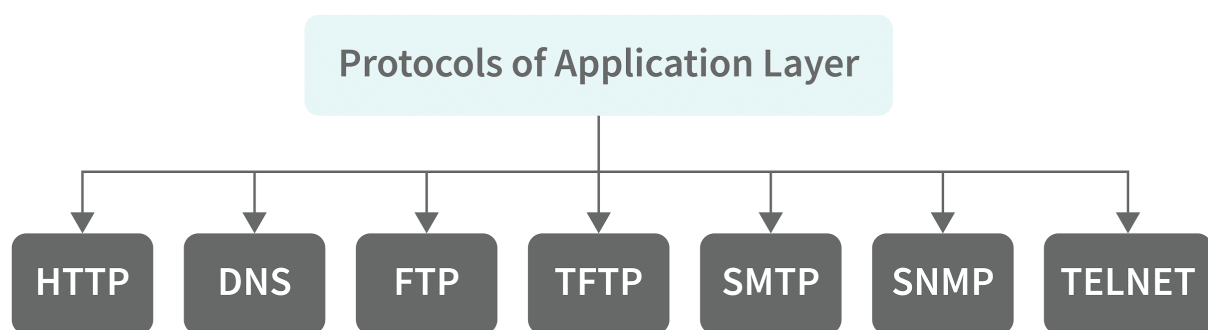 Protocols of Application Layer
HTTP
DNS
FTP
TFTP
SMTP
SNMP
TELNET